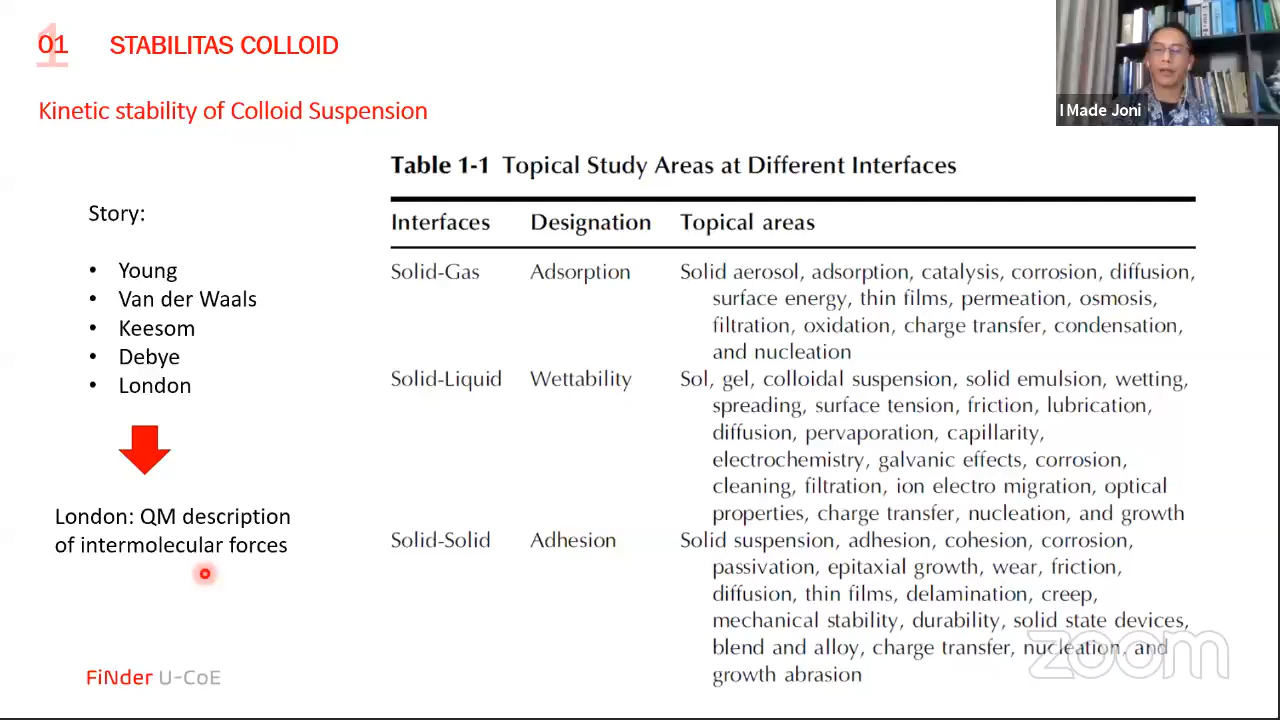 01
STABILITAS COLLOID
Kinetic stability of Colloid Suspension
I Made Joni
Story:
• Young
• Van der Waals
• Keesom
• Debye
• London
London: QM description
of intermolecular forces
FiNder U-CoE
Table 1-1 Topical Study Areas at Different Interfaces
Interfaces Designation Topical areas
Solid-Gas Adsorption Solid aerosol, adsorption, catalysis, corrosion, diffusion,
surface energy, thin films, permeation, osmosis,
filtration, oxidation, charge transfer, condensation,
and nucleation
Solid-Liquid Wettability Sol, gel, colloidal suspension, solid emulsion, wetting,
spreading, surface tension, friction, lubrication,
diffusion, pervaporation, capillarity,
electrochemistry, galvanic effects, corrosion,
cleaning, filtration, ion electro migration, optical
properties, charge transfer, nucleation, and growth
Solid-Solid Adhesion Solid suspension, adhesion, cohesion, corrosion,
passivation, epitaxial growth, wear, friction,
diffusion, thin films, delamination, creep,
mechanical stability, durability, solid state devices,
blend and alloy, charge transfer, nucleation, and
growth abrasion
zoom